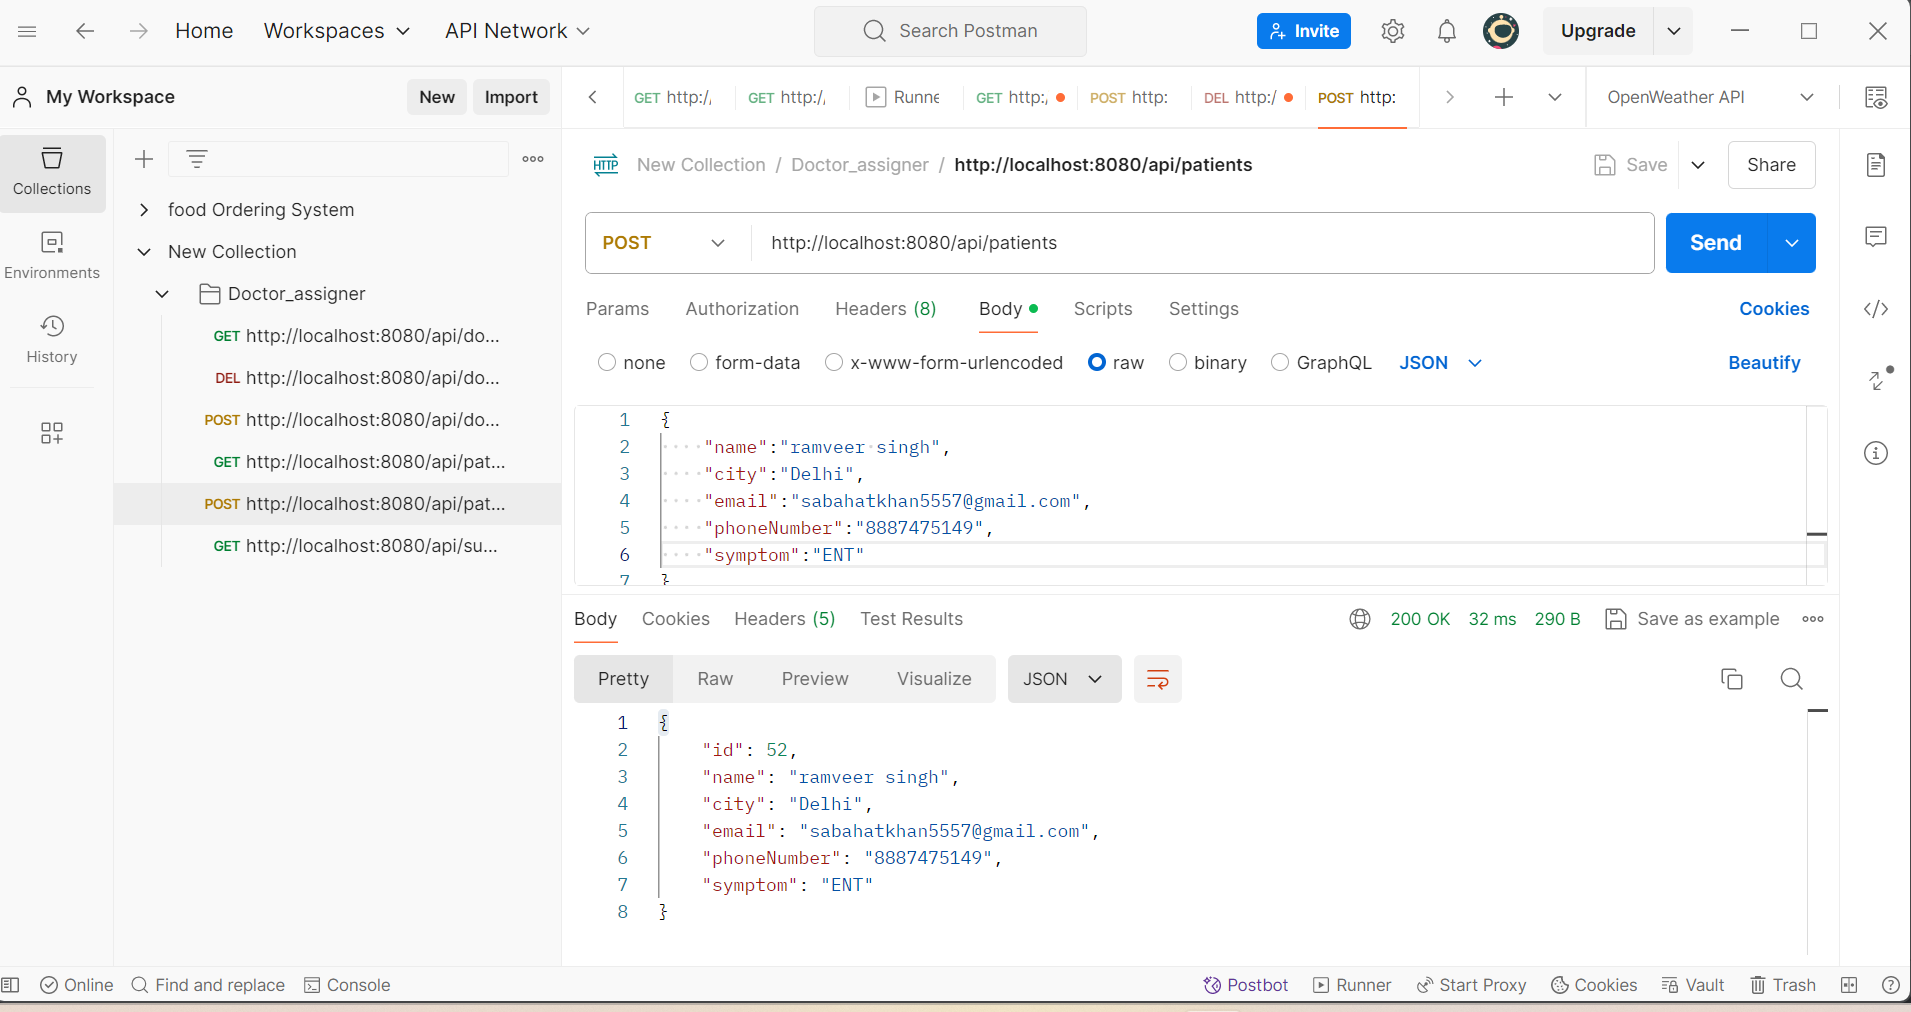 Home Workspaces API Network Search Postman Invite Upgrade
My Workspace New Import
GET http:/, GET http:/, Runne GET http:, POST http: DEL http:/ POST http: OpenWeather API
Collections
Environments
History
food Ordering System
New Collection
Doctor_assigner
GET http://localhost:8080/api/do...
DEL http://localhost:8080/api/do...
POST http://localhost:8080/api/do...
GET http://localhost:8080/api/pat...
POST http://localhost:8080/api/pat...
GET http://localhost:8080/api/su...
HTTP New Collection / Doctor_assigner / http://localhost:8080/api/patients Save Share
POST http://localhost:8080/api/patients Send
Params Authorization Headers (8) Body Scripts Settings Cookies
none form-data x-www-form-urlencoded raw binary GraphQL JSON Beautify
1 {
2 "name":"ramveer singh",
3 "city":"Delhi",
4 "email":"sabahatkhan5557@gmail.com",
5 "phoneNumber":"8887475149",
6 "symptom":"ENT"
7 }
Body Cookies Headers (5) Test Results 200 OK 32 ms 290 B Save as example
Pretty Raw Preview Visualize JSON
1 {
2 "id": 52,
3 "name": "ramveer singh",
4 "city": "Delhi",
5 "email": "sabahatkhan5557@gmail.com",
6 "phoneNumber": "8887475149",
7 "symptom": "ENT"
8 }
Online Find and replace Console Postbot Runner Start Proxy Cookies Vault Trash